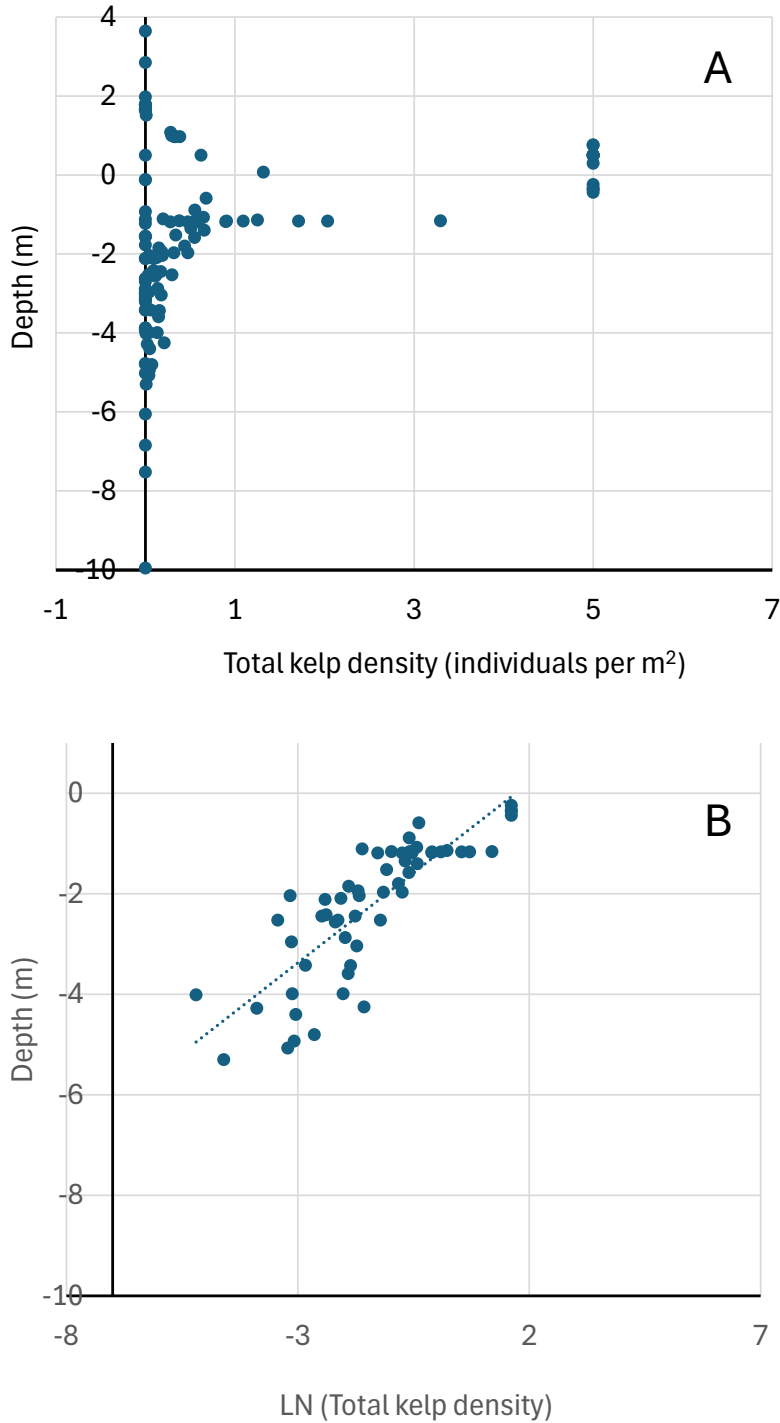 4
A
2
0
-2
-4
-6
-8
-10
Depth (m)
-1 1 3 5 7
Total kelp density (individuals per m²)
0
B
-2
-4
-6
-8
-10
Depth (m)
-8 -3 2 7
LN (Total kelp density)